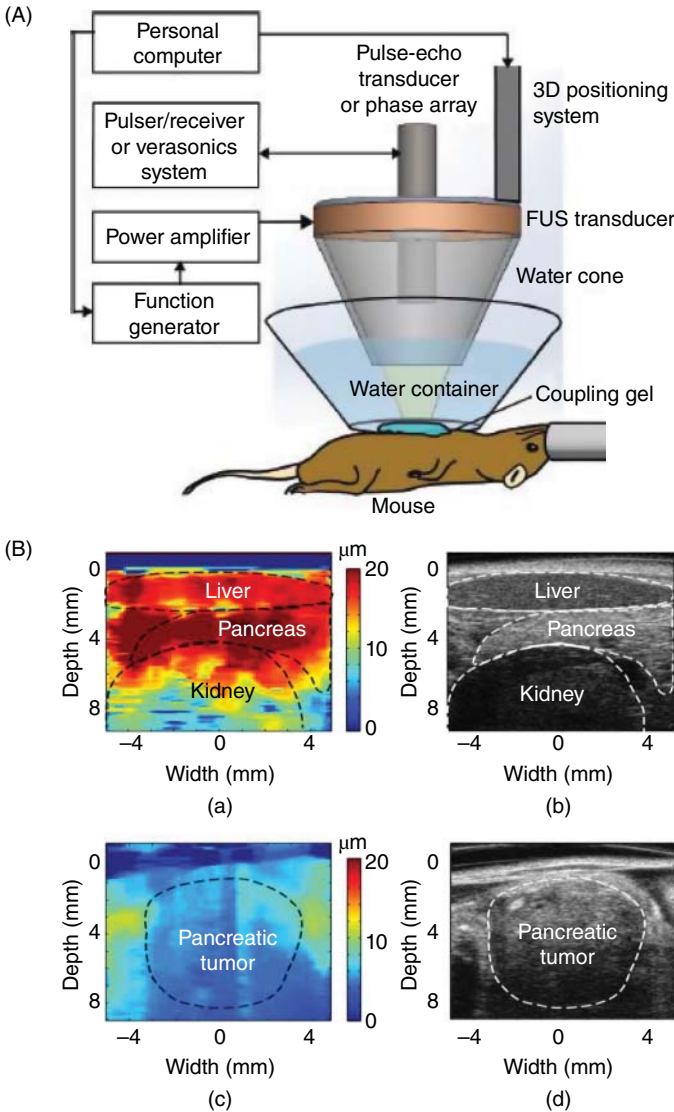 (A)
Personal
computer
Pulser/receiver
or verasonics
system
Power amplifier
Function
generator
Pulse-echo
transducer
or phase array
3D positioning
system
FUS transducer
Water cone
Water container
Coupling gel
Mouse
(B)
μm
0
4
8
Depth (mm)
Liver
Pancreas
Kidney
20
10
0
−4
0
4
Width (mm)
(a)
0
4
8
Depth (mm)
Liver
Pancreas
Kidney
−4
0
4
Width (mm)
(b)
μm
0
4
8
Depth (mm)
Pancreatic
tumor
20
10
0
−4
0
4
Width (mm)
(c)
0
4
8
Depth (mm)
Pancreatic
tumor
−4
0
4
Width (mm)
(d)